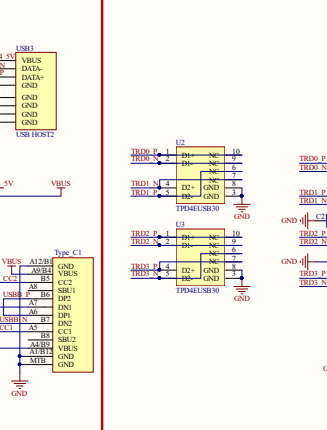 USB3
VBUS
DATA-
DATA+
GND
GND
GND
GND
GND
USB HOST2
5V
VBUS
Type_C1
VBUS
A12/B1
GND
A9/B4
VBUS
CC2
B5
CC2
A8
SBU1
USBB_P
B6
DP2
A7
DN1
A6
DP1
USBB_N
B7
DN2
CC1
A5
CC1
B8
SBU2
A4/B9
VBUS
A1/B12
GND
MTB
GND
GND
U2
TRD0_P
1
D1+
NC
10
TRD0_N
2
D1-
NC
9
NC
6
NC
7
TRD1_N
4
D2+
GND
8
TRD1_P
5
D2-
GND
3
TPD4EUSB30
GND
U3
TRD2_P
1
D1+
NC
10
TRD2_N
2
D1-
NC
9
NC
6
NC
7
TRD3_P
4
D2+
GND
8
TRD3_N
5
D2-
GND
3
TPD4EUSB30
GND
TRD0_P
TRD0_N
TRD1_P
TRD1_N
GND
TRD2_P
TRD2_N
GND
TRD3_P
TRD3_N